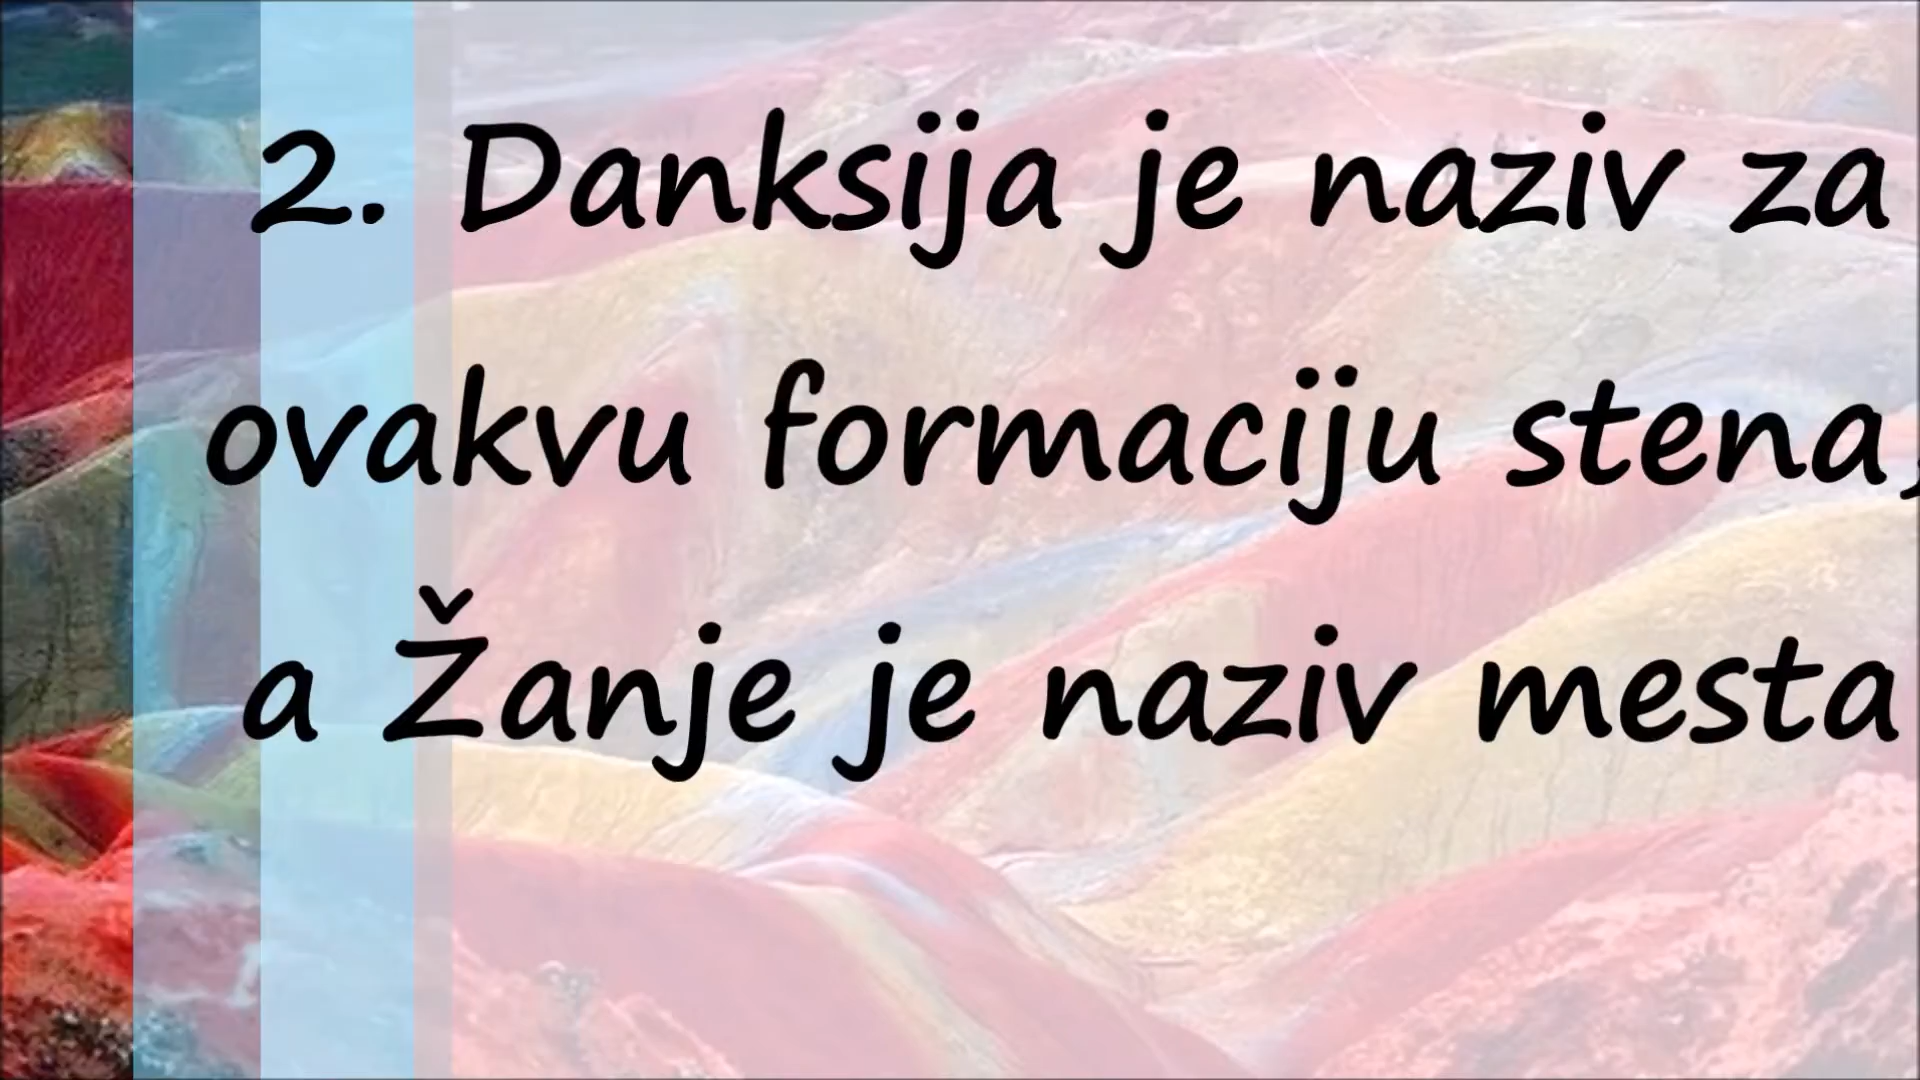 2. Danksija je naziv za
ovakvu formaciju stena,
a Žanje je naziv mesta